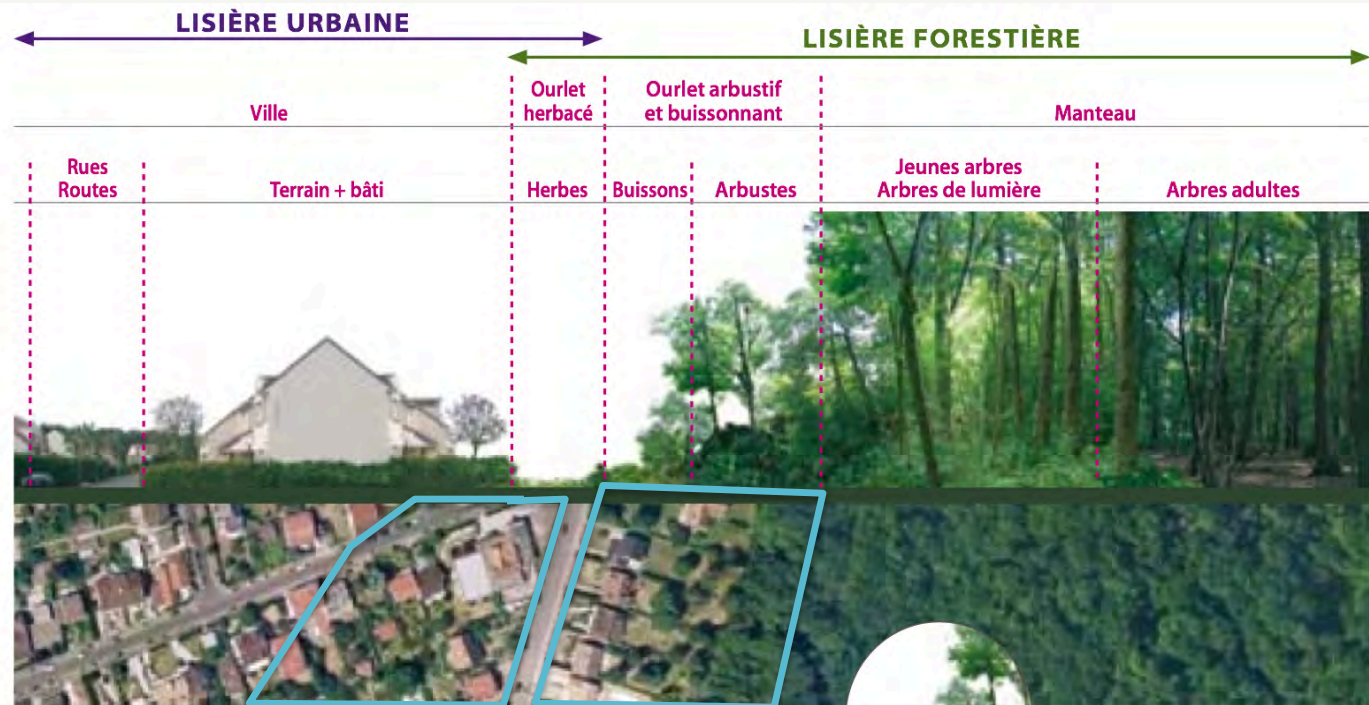 LISIÈRE URBAINE
LISIÈRE FORESTIÈRE
Ville
Ourlet
herbacé
Ourlet arbustif
et buissonnant
Manteau
Rues
Routes
Terrain + bâti
Herbes
Buissons
Arbustes
Jeunes arbres
Arbres de lumière
Arbres adultes